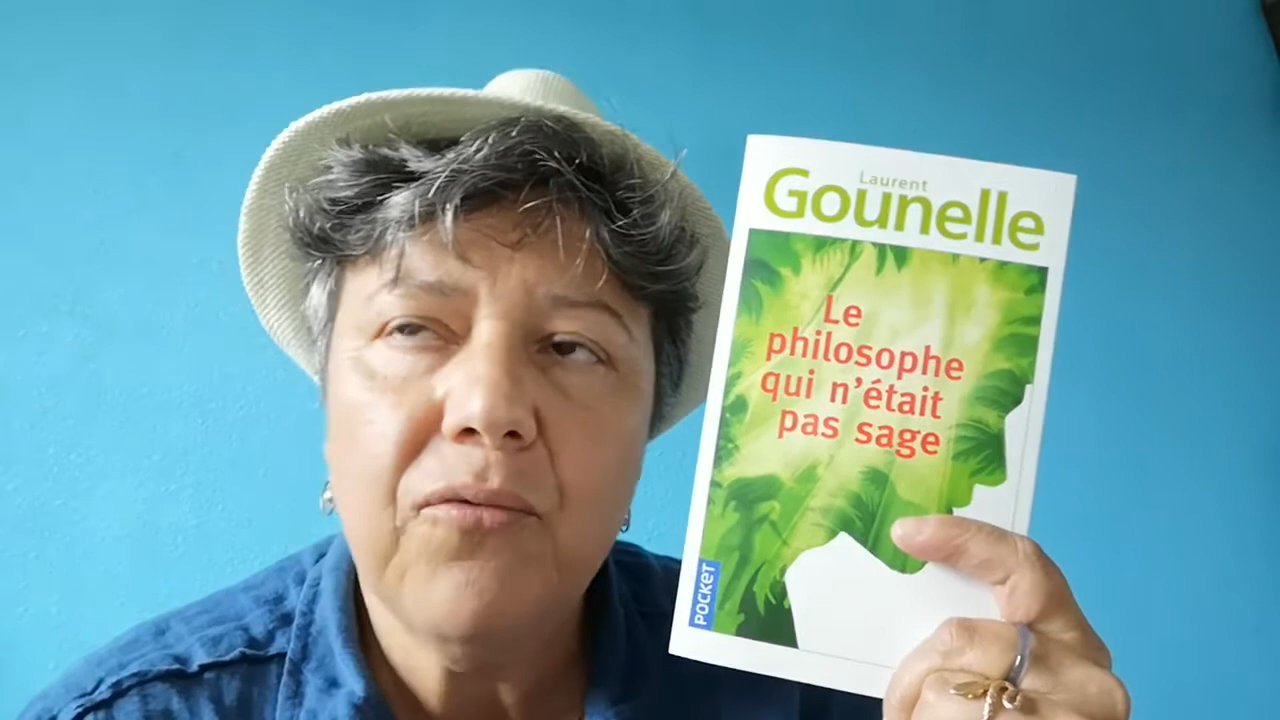 Laurent
Gounelle
Le
philosophe
qui n'était
pas sage
POCKET